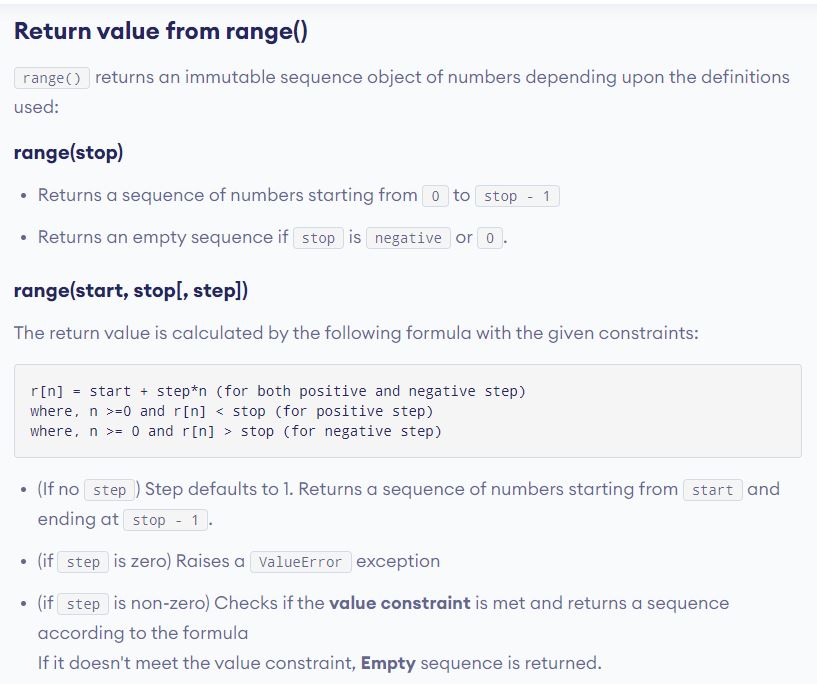 Return value from range()
range() returns an immutable sequence object of numbers depending upon the definitions
used:
range(stop)
• Returns a sequence of numbers starting from 0 to stop - 1
• Returns an empty sequence if stop is negative or 0.
range(start, stop[, step])
The return value is calculated by the following formula with the given constraints:
r[n] = start + step*n (for both positive and negative step)
where, n >=0 and r[n] < stop (for positive step)
where, n >= 0 and r[n] > stop (for negative step)
• (If no step) Step defaults to 1. Returns a sequence of numbers starting from start and
ending at stop - 1.
• (if step is zero) Raises a ValueError exception
• (if step is non-zero) Checks if the value constraint is met and returns a sequence
according to the formula
If it doesn't meet the value constraint, Empty sequence is returned.